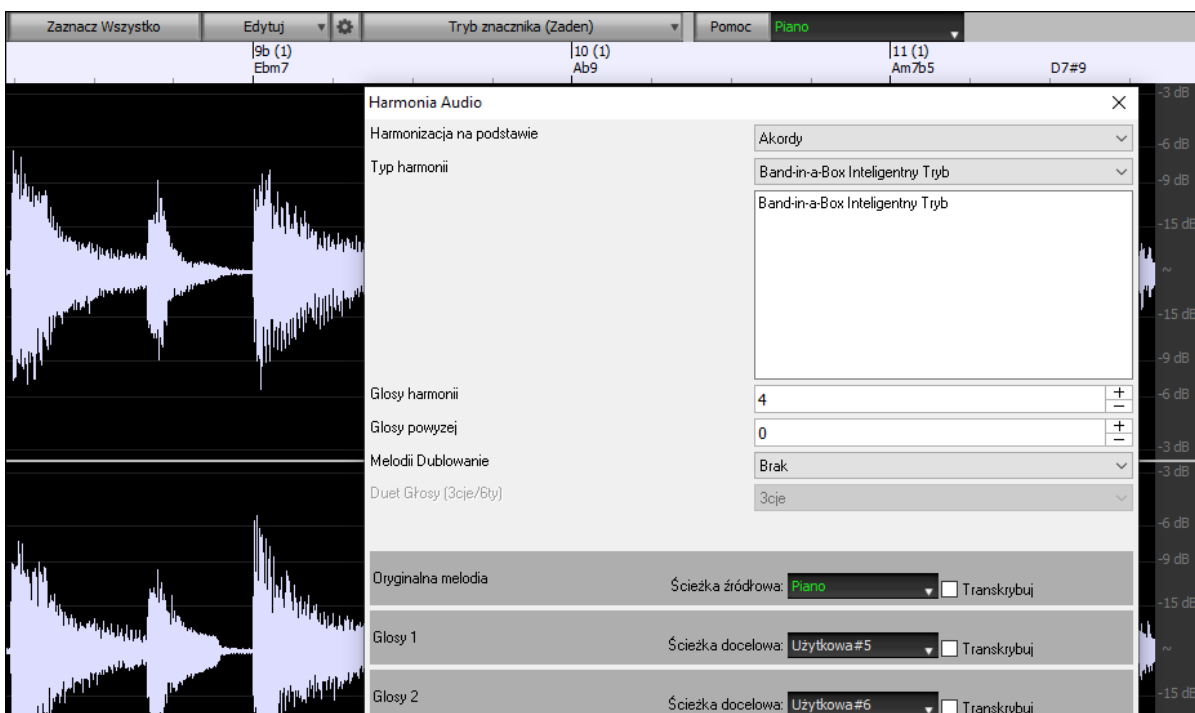 Zaznacz Wszystko Edytuj Tryb znacznika (Zaden) Pomoc Piano
9b (1) 10 (1) 11 (1)
Ebm7 Ab9 Am7b5 D7#9
Harmonia Audio
-3 dB
Harmonizacja na podstawie Akordy
-6 dB
Typ harmonii Band-in-a-Box Inteligentny Tryb
-9 dB
Band-in-a-Box Inteligentny Tryb
-15 dB
~
-15 dB
-9 dB
Glosy harmonii 4
-6 dB
Glosy powyzej 0
-3 dB
Melodii Dublowanie Brak
-3 dB
Duet Głosy (3cje/6ty) 3cje
-6 dB
-9 dB
Oryginalna melodia Ścieżka źródłowa: Piano Transkrybuj
-15 dB
Glosy 1 Ścieżka docelowa: Użytkowa#5 Transkrybuj
~
Glosy 2 Ścieżka docelowa: Użytkowa#6 Transkrybuj
-15 dB